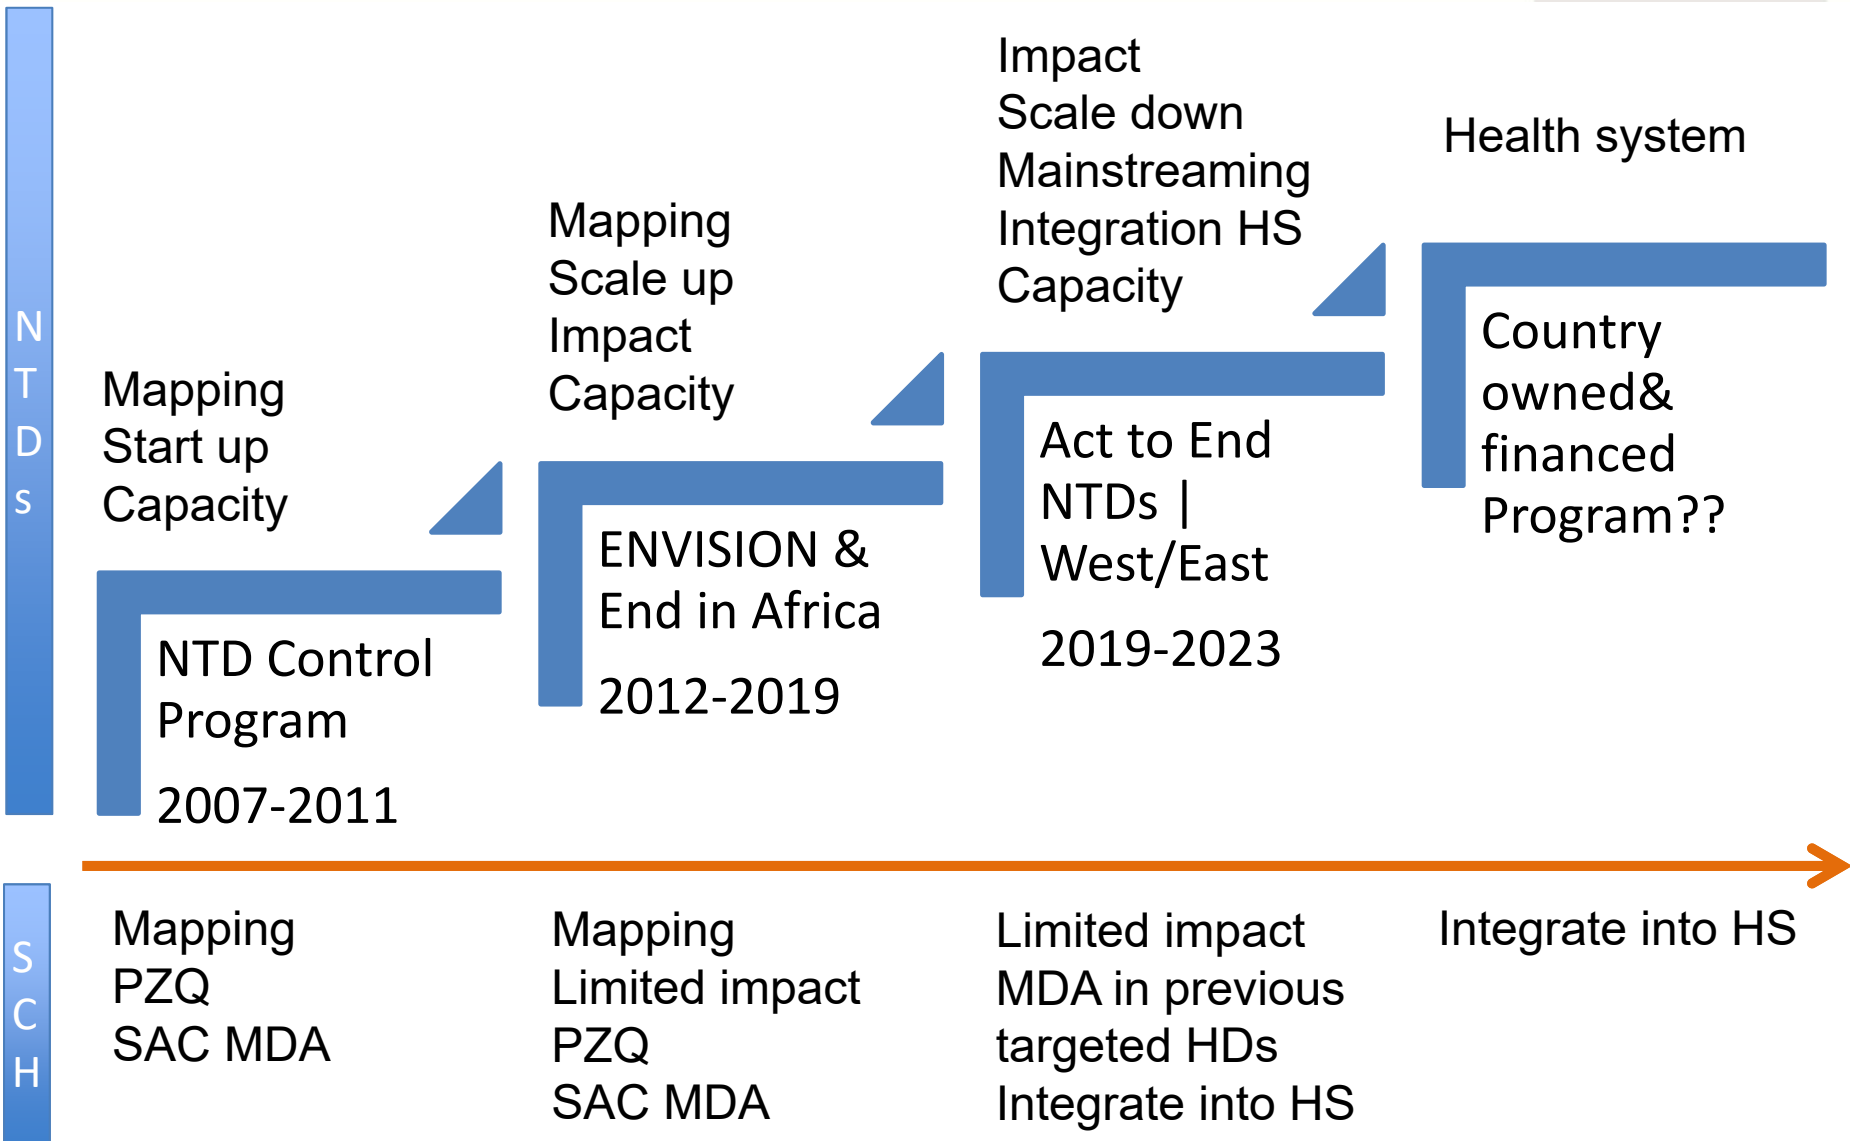 NTDs
Mapping
Start up
Capacity
NTD Control
Program
2007-2011
Mapping
Scale up
Impact
Capacity
ENVISION &
End in Africa
2012-2019
Impact
Scale down
Mainstreaming
Integration HS
Capacity
Act to End
NTDs |
West/East
2019-2023
Health system
Country
owned&
financed
Program??
SCH
Mapping
PZQ
SAC MDA
Mapping
Limited impact
PZQ
SAC MDA
Limited impact
MDA in previous
targeted HDs
Integrate into HS
Integrate into HS